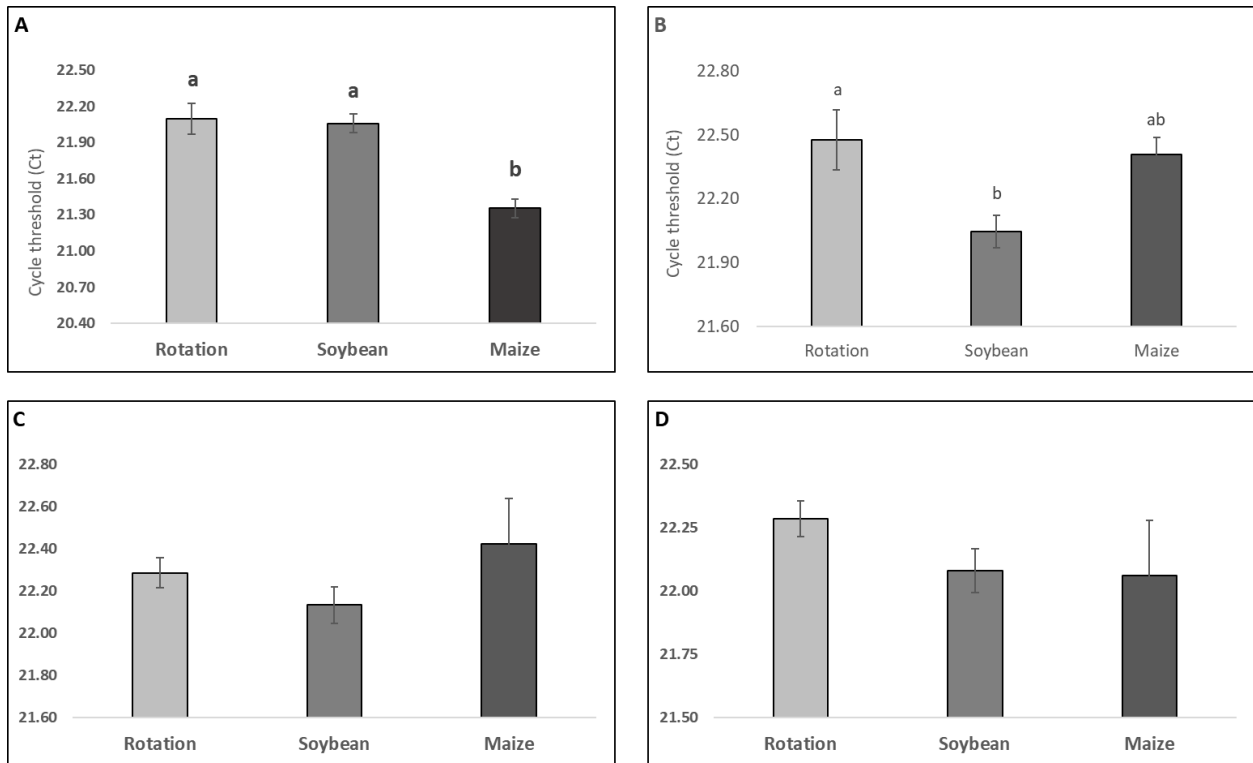 A
Cycle threshold (Ct)
22.50
22.20
21.90
21.60
21.30
21.00
20.70
20.40
a
a
b
Rotation Soybean Maize
B
Cycle threshold (Ct)
22.80
22.50
22.20
21.90
21.60
a
b
ab
Rotation Soybean Maize
C
22.80
22.60
22.40
22.20
22.00
21.80
21.60
Rotation Soybean Maize
D
22.50
22.25
22.00
21.75
21.50
Rotation Soybean Maize